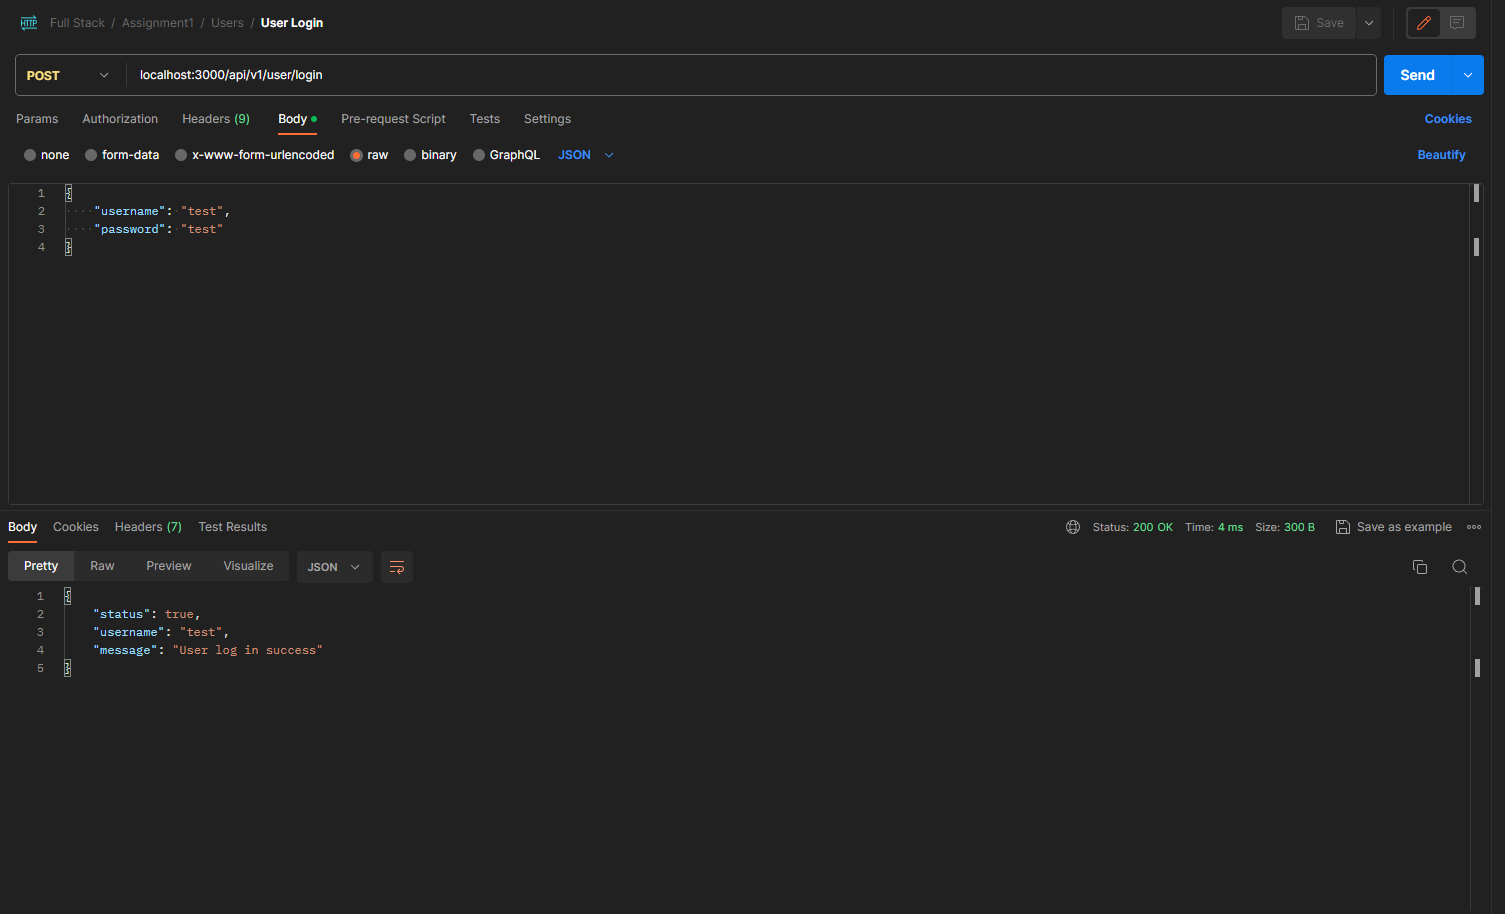 HTTP Full Stack / Assignment1 / Users / User Login
Save
POST localhost:3000/api/v1/user/login Send
Params Authorization Headers (9) Body Pre-request Script Tests Settings Cookies
none form-data x-www-form-urlencoded raw binary GraphQL JSON Beautify
1 {
2 ····"username":·"test",
3 ····"password":·"test"
4 }
Body Cookies Headers (7) Test Results Status: 200 OK Time: 4 ms Size: 300 B Save as example
Pretty Raw Preview Visualize JSON
1 {
2 "status": true,
3 "username": "test",
4 "message": "User log in success"
5 }